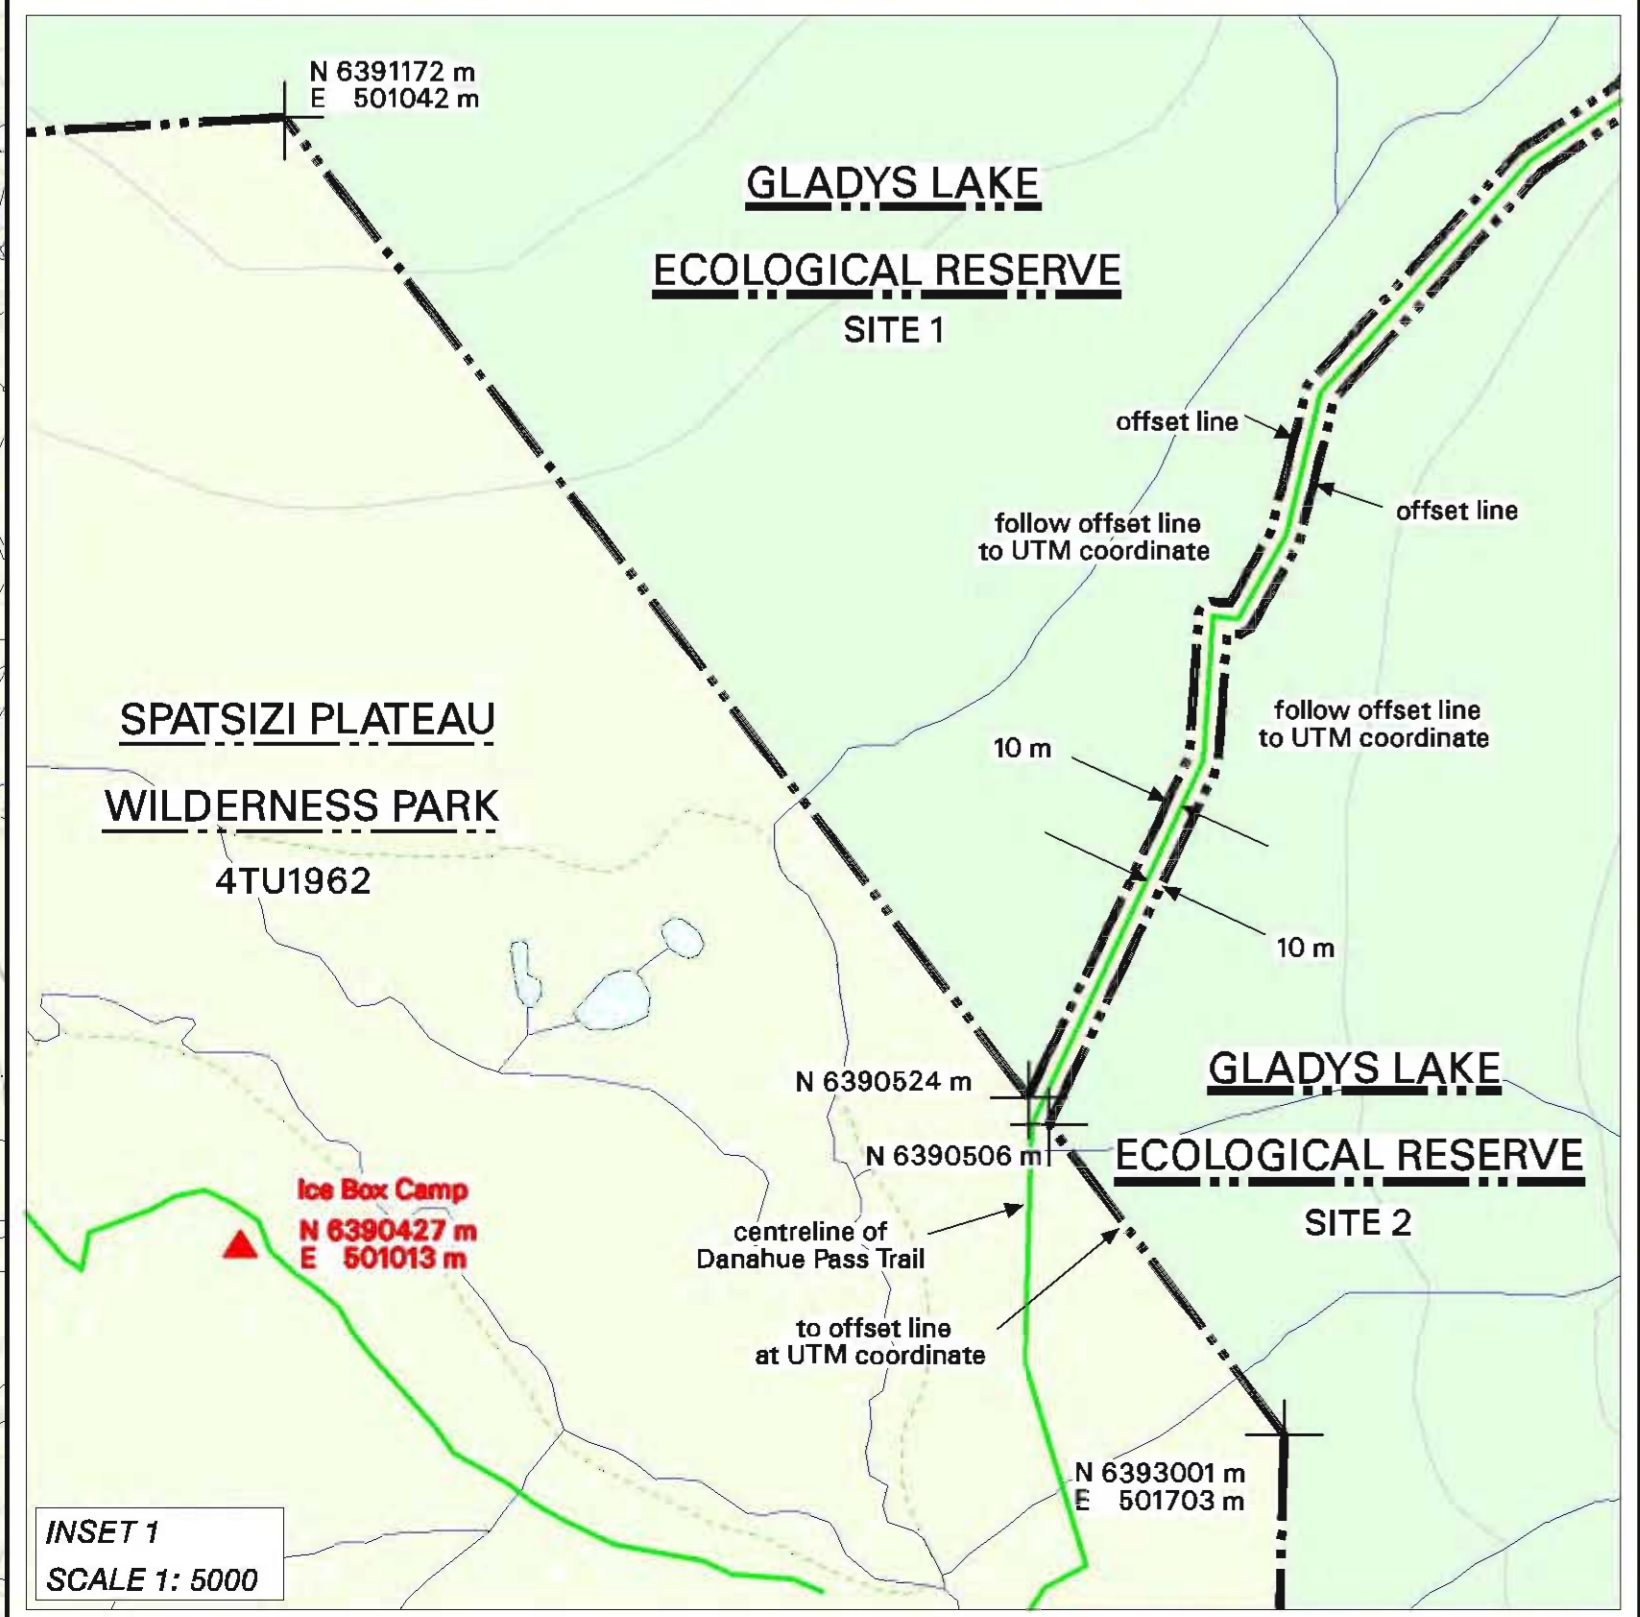 N 6391172 m
E 501042 m
GLADYS LAKE
ECOLOGICAL RESERVE
SITE 1
offset line
offset line
follow offset line
to UTM coordinate
SPATSIZI PLATEAU
WILDERNESS PARK
4TU1962
follow offset line
to UTM coordinate
10 m
10 m
N 6390524 m
N 6390506 m
GLADYS LAKE
ECOLOGICAL RESERVE
SITE 2
Ice Box Camp
N 6390427 m
E 501013 m
centreline of
Danahue Pass Trail
to offset line
at UTM coordinate
N 6393001 m
E 501703 m
INSET 1
SCALE 1: 5000